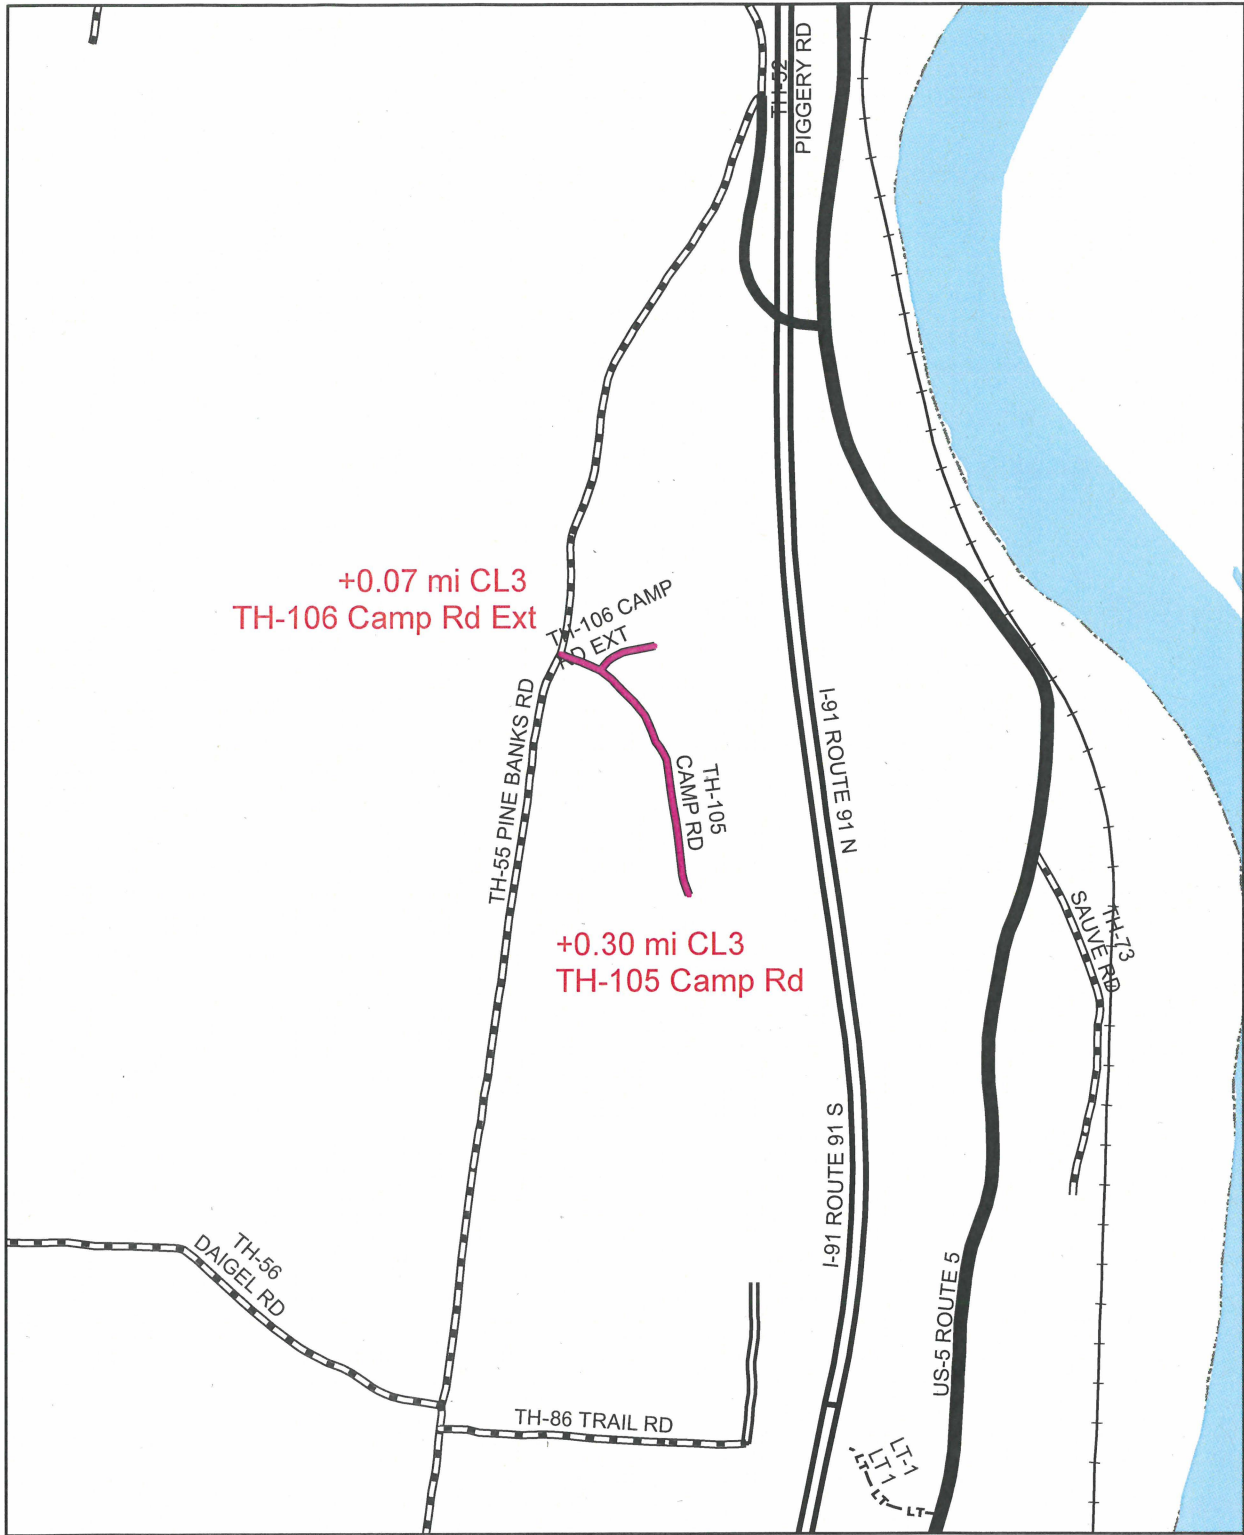 TH-52
PIGGERY RD
+0.07 mi CL3
TH-106 Camp Rd Ext
TH-106 CAMP
RD EXT
TH-55 PINE BANKS RD
TH-105
CAMP RD
I-91 ROUTE 91 N
+0.30 mi CL3
TH-105 Camp Rd
TH-73
SAUVE RD
I-91 ROUTE 91 S
TH-56
DAIGEL RD
US-5 ROUTE 5
TH-86 TRAIL RD
LT-1
LT 1
LT
LT
LT